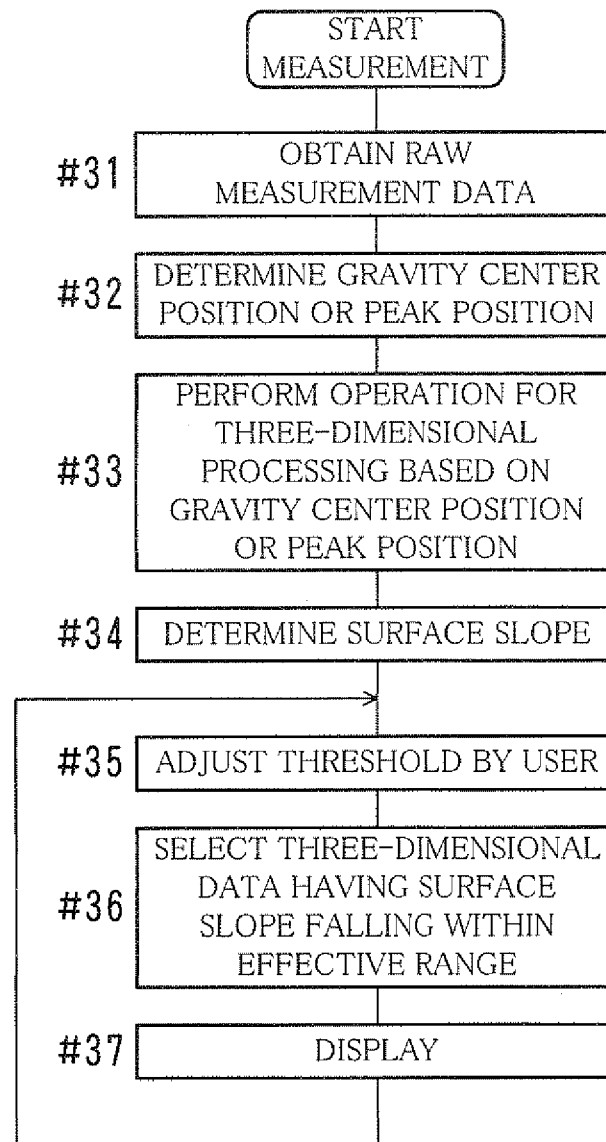 START
MEASUREMENT
#31
OBTAIN RAW
MEASUREMENT DATA
#32
DETERMINE GRAVITY CENTER
POSITION OR PEAK POSITION
#33
PERFORM OPERATION FOR
THREE-DIMENSIONAL
PROCESSING BASED ON
GRAVITY CENTER POSITION
OR PEAK POSITION
#34
DETERMINE SURFACE SLOPE
#35
ADJUST THRESHOLD BY USER
#36
SELECT THREE-DIMENSIONAL
DATA HAVING SURFACE
SLOPE FALLING WITHIN
EFFECTIVE RANGE
#37
DISPLAY